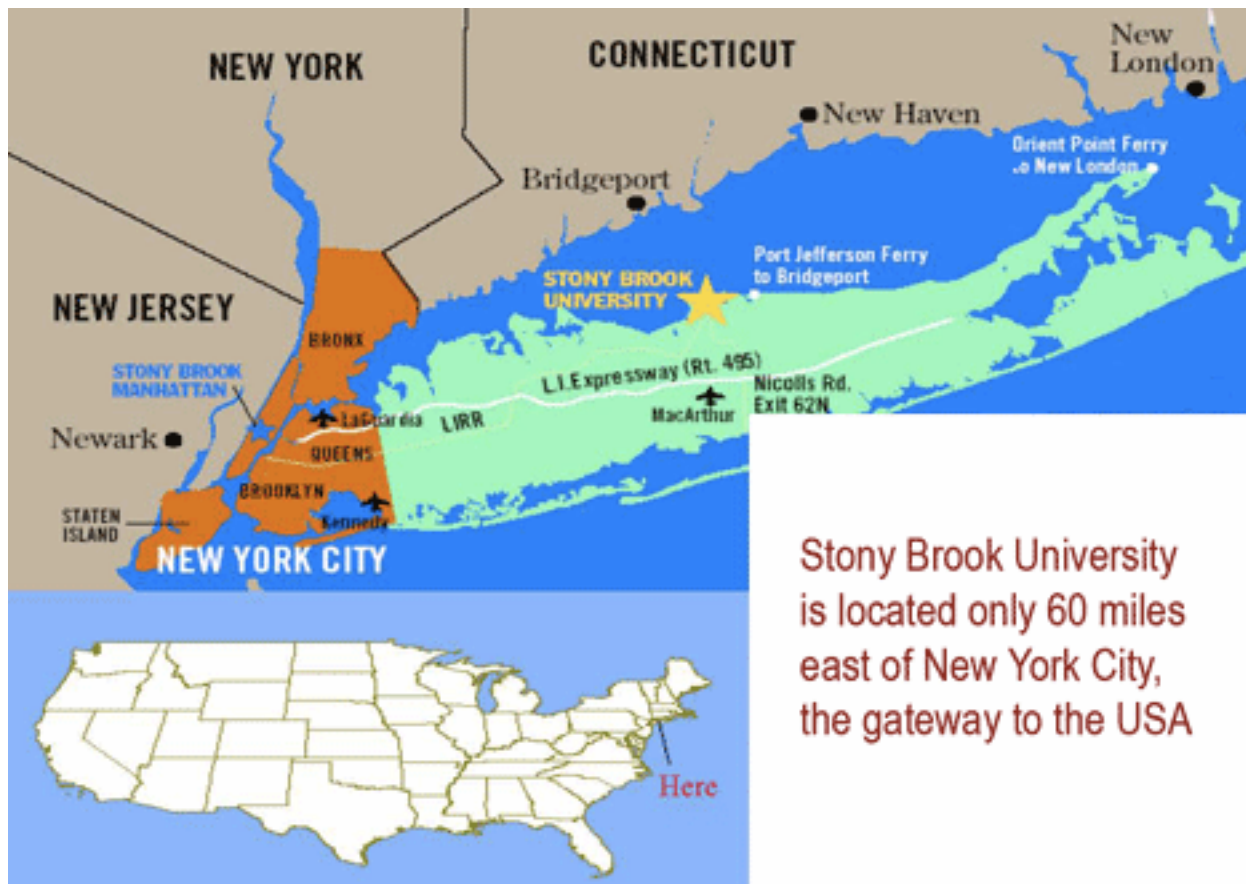 NEW YORK
CONNECTICUT
New
London
New Haven
Orient Point Ferry
.o New London
Bridgeport
Port Jefferson Ferry
to Bridgeport
STONY BROOK
UNIVERSITY
NEW JERSEY
BRONX
STONY BROOK
MANHATTAN
L.I.Expressway (Rt. 495)
Nicolls Rd.
Exit 62N
MacArthur
LaGuardia
LIRR
Newark
QUEENS
BROOKLYN
Kennedy
STATEN
ISLAND
NEW YORK CITY
Stony Brook University
is located only 60 miles
east of New York City,
the gateway to the USA
Here